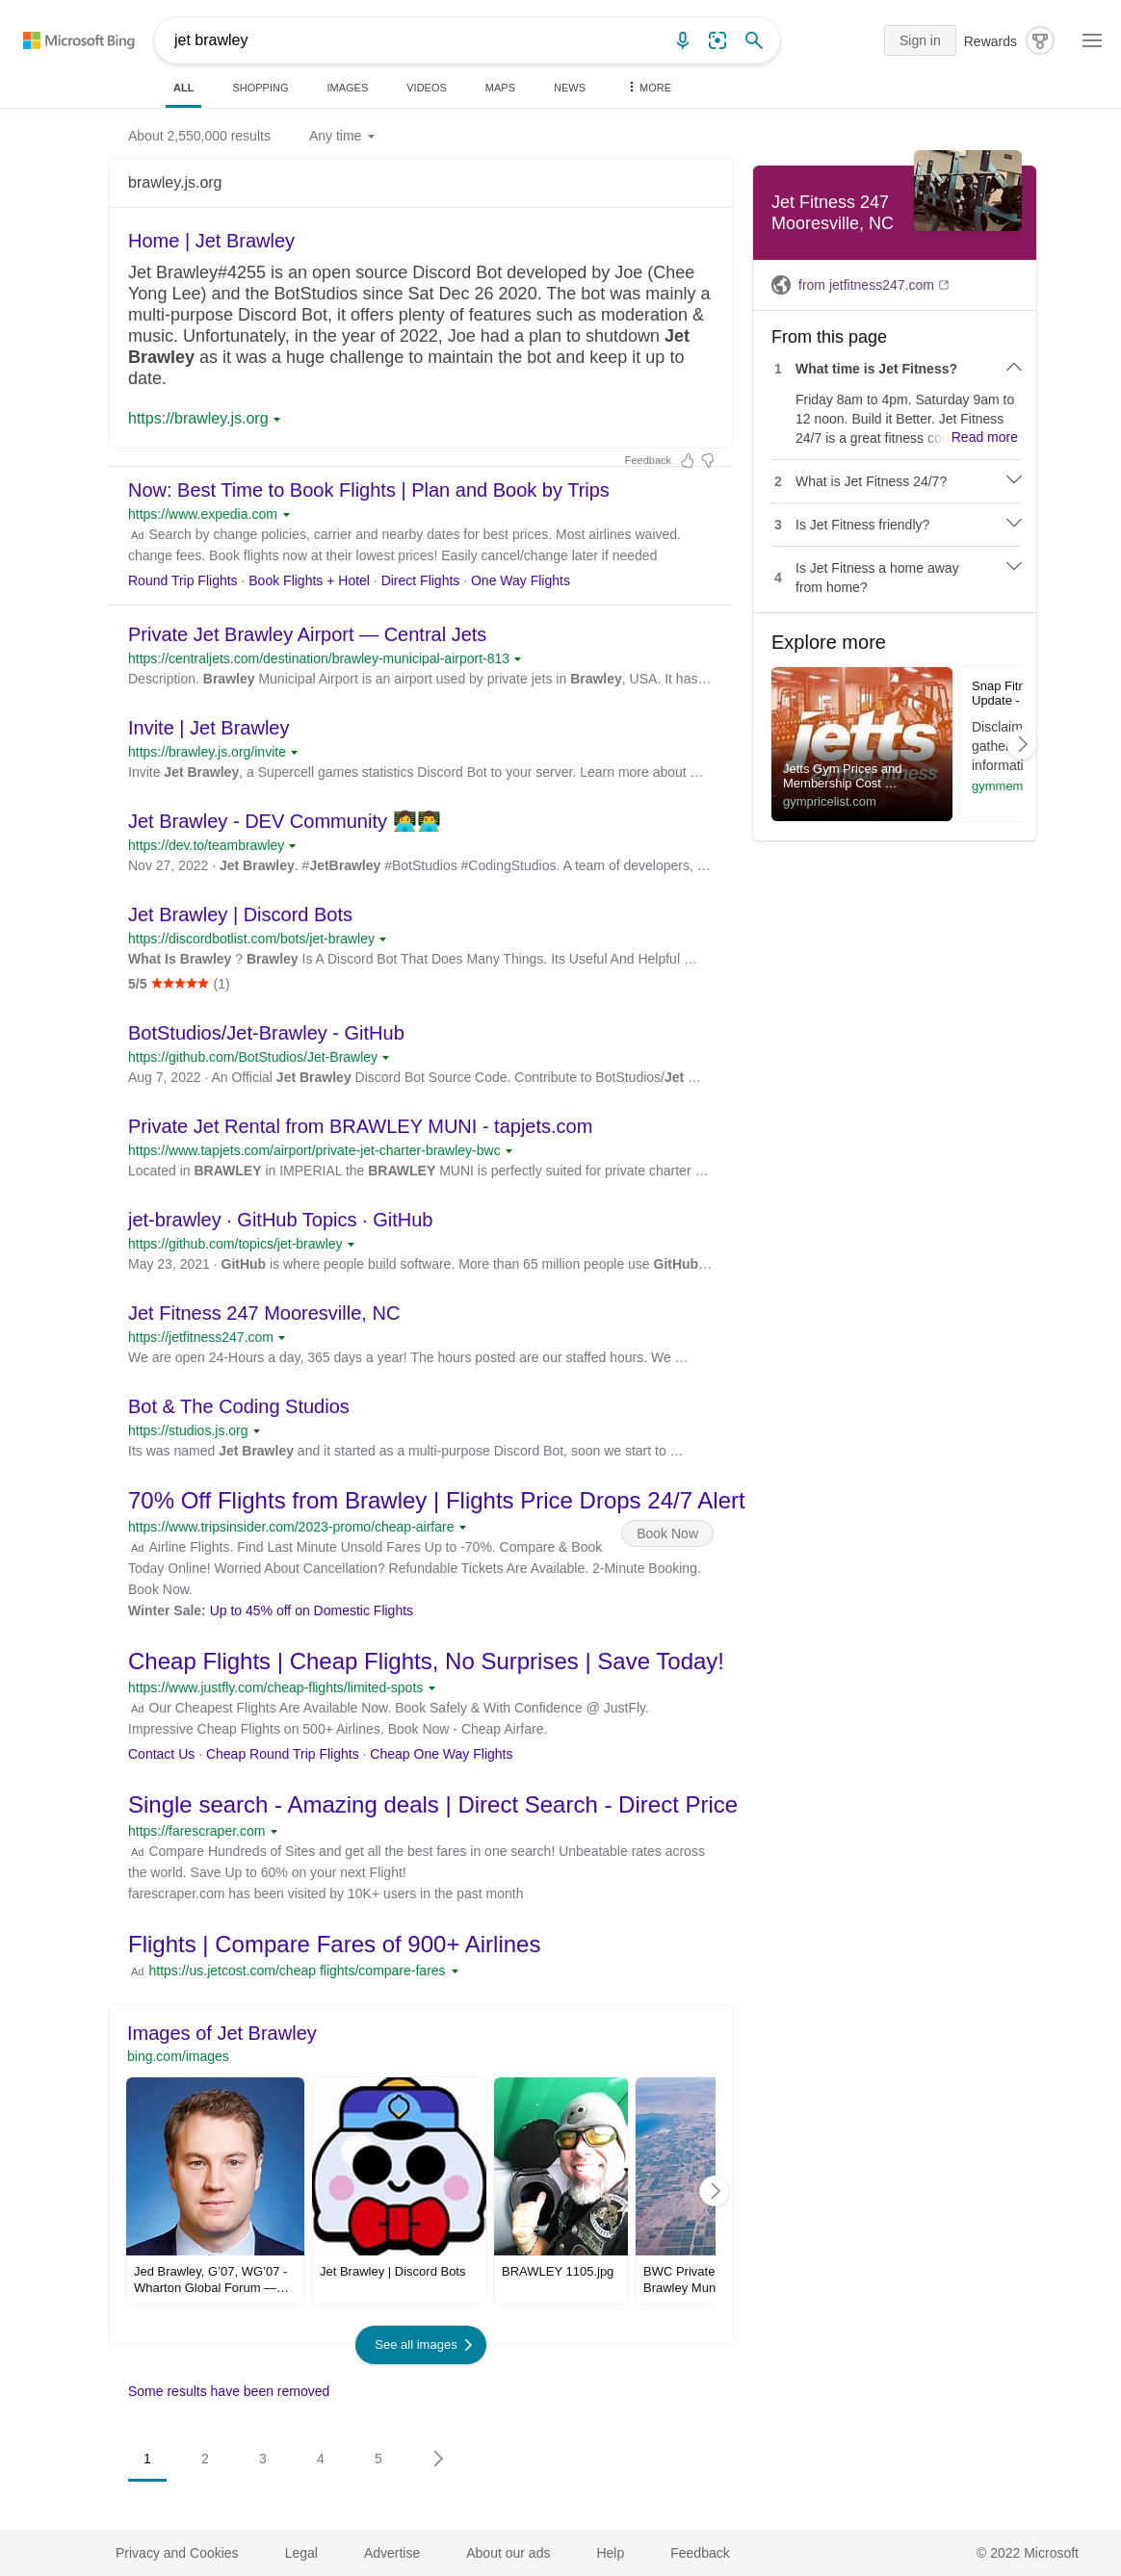 Microsoft Bing
jet brawley
Sign in
Rewards
ALL
SHOPPING
IMAGES
VIDEOS
MAPS
NEWS
MORE
About 2,550,000 results
Any time
brawley.js.org
Home | Jet Brawley
Jet Brawley#4255 is an open source Discord Bot developed by Joe (Chee
Yong Lee) and the BotStudios since Sat Dec 26 2020. The bot was mainly a
multi-purpose Discord Bot, it offers plenty of features such as moderation &
music. Unfortunately, in the year of 2022, Joe had a plan to shutdown Jet
Brawley as it was a huge challenge to maintain the bot and keep it up to
date.
https://brawley.js.org
Feedback
Now: Best Time to Book Flights | Plan and Book by Trips
https://www.expedia.com
Ad Search by change policies, carrier and nearby dates for best prices. Most airlines waived.
change fees. Book flights now at their lowest prices! Easily cancel/change later if needed
Round Trip Flights · Book Flights + Hotel · Direct Flights · One Way Flights
Private Jet Brawley Airport — Central Jets
https://centraljets.com/destination/brawley-municipal-airport-813
Description. Brawley Municipal Airport is an airport used by private jets in Brawley, USA. It has…
Invite | Jet Brawley
https://brawley.js.org/invite
Invite Jet Brawley, a Supercell games statistics Discord Bot to your server. Learn more about …
Jet Brawley - DEV Community 👩‍💻👨‍💻
https://dev.to/teambrawley
Nov 27, 2022 · Jet Brawley. #JetBrawley #BotStudios #CodingStudios. A team of developers, …
Jet Brawley | Discord Bots
https://discordbotlist.com/bots/jet-brawley
What Is Brawley ? Brawley Is A Discord Bot That Does Many Things. Its Useful And Helpful …
5/5 ★★★★★ (1)
BotStudios/Jet-Brawley - GitHub
https://github.com/BotStudios/Jet-Brawley
Aug 7, 2022 · An Official Jet Brawley Discord Bot Source Code. Contribute to BotStudios/Jet …
Private Jet Rental from BRAWLEY MUNI - tapjets.com
https://www.tapjets.com/airport/private-jet-charter-brawley-bwc
Located in BRAWLEY in IMPERIAL the BRAWLEY MUNI is perfectly suited for private charter …
jet-brawley · GitHub Topics · GitHub
https://github.com/topics/jet-brawley
May 23, 2021 · GitHub is where people build software. More than 65 million people use GitHub…
Jet Fitness 247 Mooresville, NC
https://jetfitness247.com
We are open 24-Hours a day, 365 days a year! The hours posted are our staffed hours. We …
Bot & The Coding Studios
https://studios.js.org
Its was named Jet Brawley and it started as a multi-purpose Discord Bot, soon we start to …
70% Off Flights from Brawley | Flights Price Drops 24/7 Alert
https://www.tripsinsider.com/2023-promo/cheap-airfare
Book Now
Ad Airline Flights. Find Last Minute Unsold Fares Up to -70%. Compare & Book
Today Online! Worried About Cancellation? Refundable Tickets Are Available. 2-Minute Booking.
Book Now.
Winter Sale: Up to 45% off on Domestic Flights
Cheap Flights | Cheap Flights, No Surprises | Save Today!
https://www.justfly.com/cheap-flights/limited-spots
Ad Our Cheapest Flights Are Available Now. Book Safely & With Confidence @ JustFly.
Impressive Cheap Flights on 500+ Airlines. Book Now - Cheap Airfare.
Contact Us · Cheap Round Trip Flights · Cheap One Way Flights
Single search - Amazing deals | Direct Search - Direct Price
https://farescraper.com
Ad Compare Hundreds of Sites and get all the best fares in one search! Unbeatable rates across
the world. Save Up to 60% on your next Flight!
farescraper.com has been visited by 10K+ users in the past month
Flights | Compare Fares of 900+ Airlines
Ad https://us.jetcost.com/cheap flights/compare-fares
Images of Jet Brawley
bing.com/images
Jed Brawley, G'07, WG'07 -
Wharton Global Forum —…
Jet Brawley | Discord Bots
BRAWLEY 1105.jpg
BWC Private
Brawley Mun
See all images
Some results have been removed
1
2
3
4
5
Jet Fitness 247
Mooresville, NC
from jetfitness247.com
From this page
1 What time is Jet Fitness?
Friday 8am to 4pm. Saturday 9am to
12 noon. Build it Better. Jet Fitness
24/7 is a great fitness co Read more
2 What is Jet Fitness 24/7?
3 Is Jet Fitness friendly?
4 Is Jet Fitness a home away
from home?
Explore more
jetts
fitness
Jetts Gym Prices and
Membership Cost …
gympricelist.com
Snap Fitn
Update -
Disclaim
gathe
informati
gymmem
Privacy and Cookies
Legal
Advertise
About our ads
Help
Feedback
© 2022 Microsoft